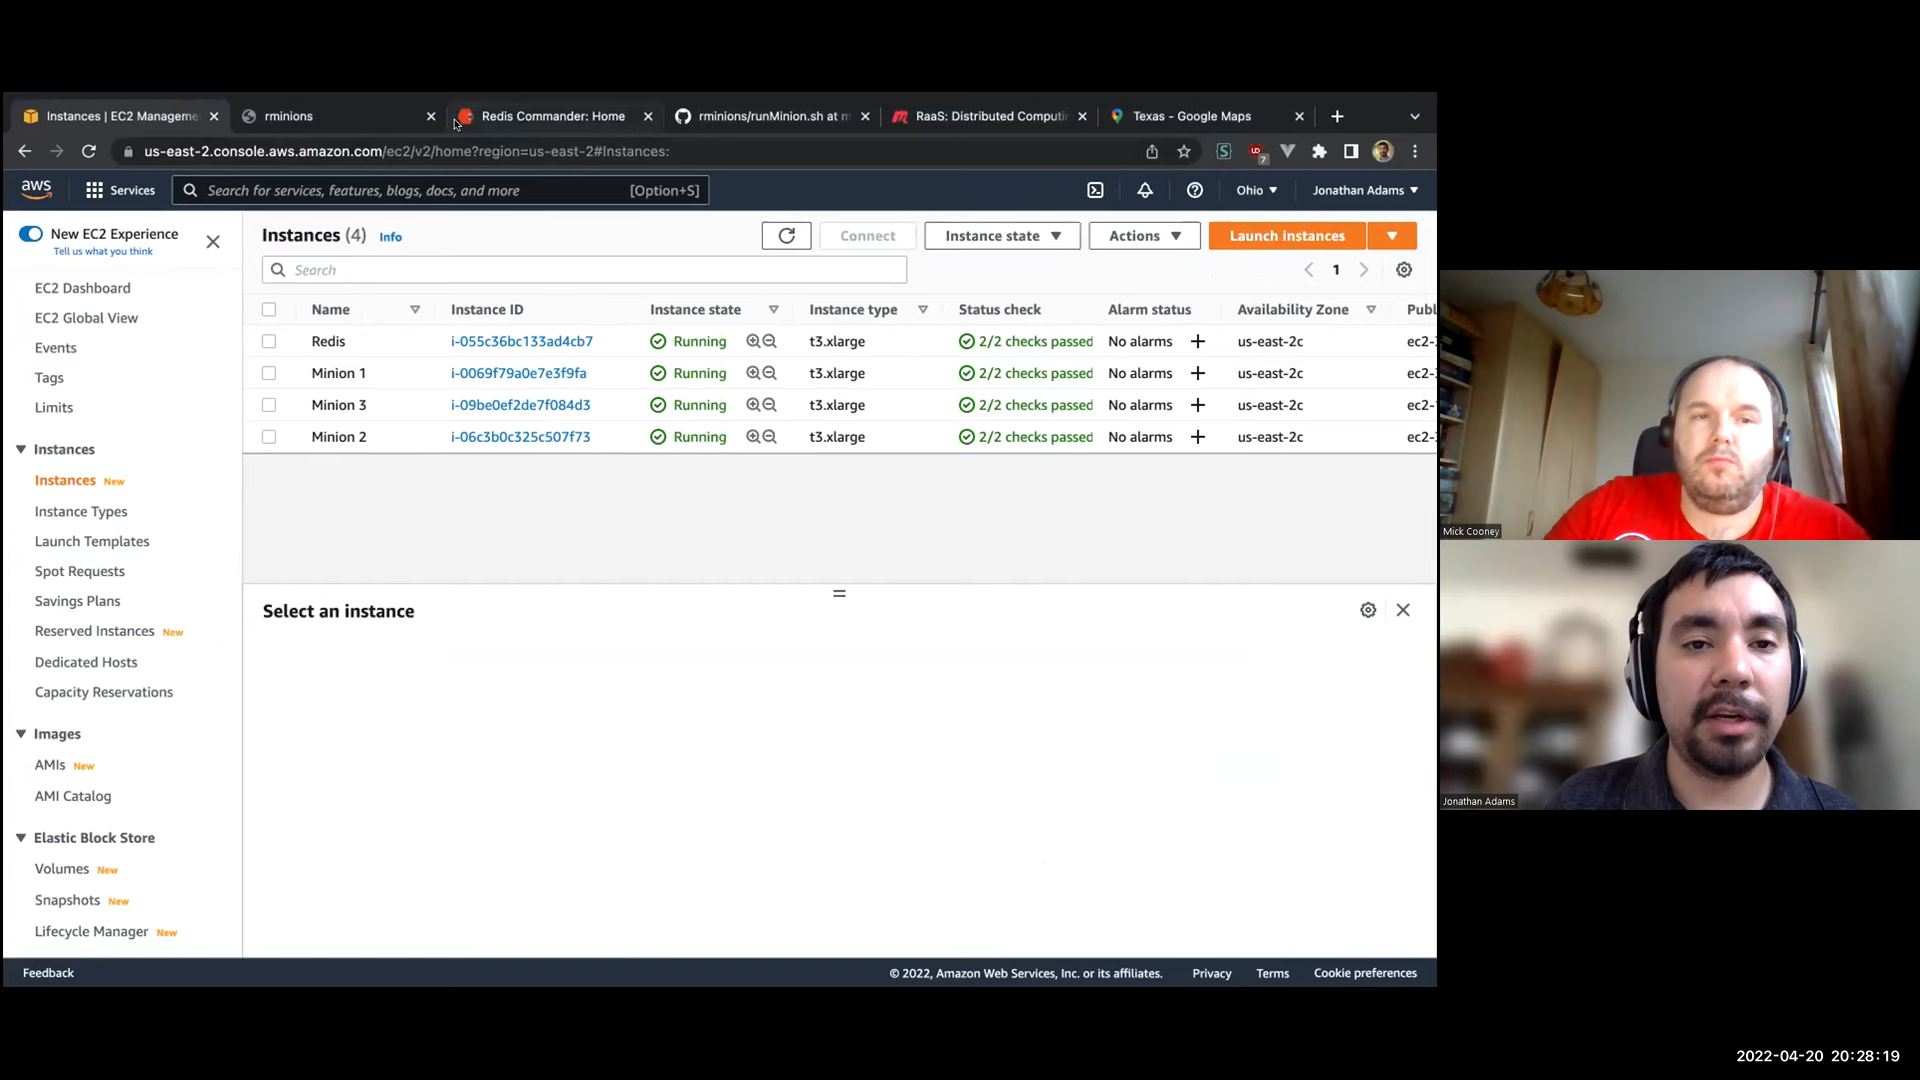 Instances | EC2 Manageme
rminions
Redis Commander: Home
rminions/runMinion.sh at m
RaaS: Distributed Computi
Texas - Google Maps
us-east-2.console.aws.amazon.com/ec2/v2/home?region=us-east-2#Instances:
7
aws
Services
Search for services, features, blogs, docs, and more
[Option+S]
Ohio
Jonathan Adams
New EC2 Experience
Tell us what you think
EC2 Dashboard
EC2 Global View
Events
Tags
Limits
Instances
Instances New
Instance Types
Launch Templates
Spot Requests
Savings Plans
Reserved Instances New
Dedicated Hosts
Capacity Reservations
Images
AMIs New
AMI Catalog
Elastic Block Store
Volumes New
Snapshots New
Lifecycle Manager New
Instances (4) Info
Connect
Instance state
Actions
Launch instances
Search
1
Name Instance ID Instance state Instance type Status check Alarm status Availability Zone Publ
Redis i-055c36bc133ad4cb7 Running t3.xlarge 2/2 checks passed No alarms + us-east-2c ec2-
Minion 1 i-0069f79a0e7e3f9fa Running t3.xlarge 2/2 checks passed No alarms + us-east-2c ec2-
Minion 3 i-09be0ef2de7f084d3 Running t3.xlarge 2/2 checks passed No alarms + us-east-2c ec2-
Minion 2 i-06c3b0c325c507f73 Running t3.xlarge 2/2 checks passed No alarms + us-east-2c ec2-
Select an instance
Feedback
© 2022, Amazon Web Services, Inc. or its affiliates.
Privacy
Terms
Cookie preferences
Mick Cooney
Jonathan Adams
2022-04-20 20:28:19